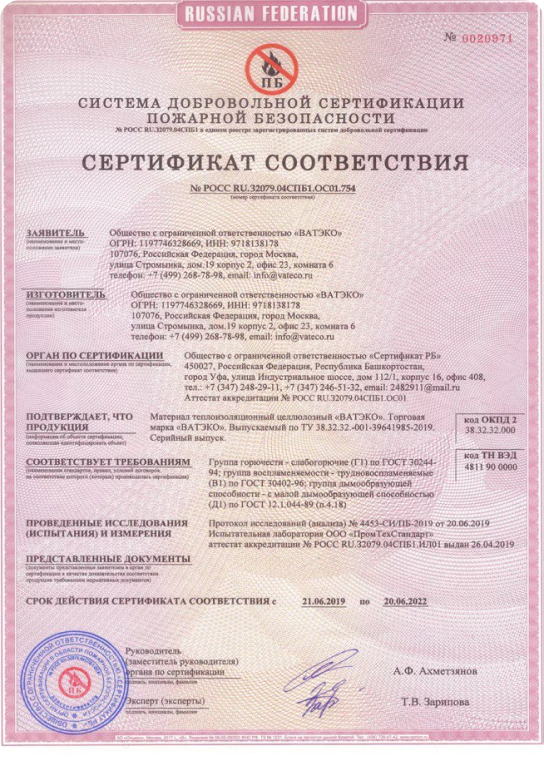 RUSSIAN FEDERATION
№ 0020971
ПБ
СИСТЕМА ДОБРОВОЛЬНОЙ СЕРТИФИКАЦИИ
ПОЖАРНОЙ БЕЗОПАСНОСТИ
№ РОСС RU.32079.04СПБ1 в едином реестре зарегистрированных систем добровольной сертификации
СЕРТИФИКАТ СООТВЕТСТВИЯ
№ РОСС RU.32079.04СПБ1.ОС01.754
(номер сертификата соответствия)
ЗАЯВИТЕЛЬ
(наименование и место-
положение заявителя)
Общество с ограниченной ответственностью «ВАТЭКО»
ОГРН: 1197746328669, ИНН: 9718138178
107076, Российская Федерация, город Москва,
улица Стромынка, дом.19 корпус 2, офис 23, комната 6
телефон: +7 (499) 268-78-98, email: info@vateco.ru
ИЗГОТОВИТЕЛЬ
(наименование и место-
положение изготовителя
продукции)
Общество с ограниченной ответственностью «ВАТЭКО»
ОГРН: 1197746328669, ИНН: 9718138178
107076, Российская Федерация, город Москва,
улица Стромынка, дом.19 корпус 2, офис 23, комната 6
телефон: +7 (499) 268-78-98, email: info@vateco.ru
ОРГАН ПО СЕРТИФИКАЦИИ
(наименование и местоположение органа по сертификации,
выдавшего сертификат соответствия)
Общество с ограниченной ответственностью «Сертификат РБ»
450027, Российская Федерация, Республика Башкортостан,
город Уфа, улица Индустриальное шоссе, дом 112/1, корпус 16, офис 408,
тел.: +7 (347) 248-29-11, +7 (347) 246-51-32, email: 2482911@mail.ru
Аттестат аккредитации № РОСС RU.32079.04СПБ1.ОС01
ПОДТВЕРЖДАЕТ, ЧТО
ПРОДУКЦИЯ
(информация об объекте сертификации,
позволяющая идентифицировать объект)
Материал теплоизоляционный целлюлозный «ВАТЭКО». Торговая
марка «ВАТЭКО». Выпускаемый по ТУ 38.32.32.-001-39641985-2019.
Серийный выпуск.
код ОКПД 2
38.32.32.000
код ТН ВЭД
4811 90 0000
СООТВЕТСТВУЕТ ТРЕБОВАНИЯМ
(наименование стандартов, правил, условий договоров,
на соответствие которым производилась сертификация)
Группа горючести - слабогорючие (Г1) по ГОСТ 30244-
94; группа воспламеняемости - трудновоспламеняемые
(В1) по ГОСТ 30402-96; группа дымообразующей
способности - с малой дымообразующей способностью
(Д1) по ГОСТ 12.1.044-89 (п.4.18)
ПРОВЕДЕННЫЕ ИССЛЕДОВАНИЯ
(ИСПЫТАНИЯ) И ИЗМЕРЕНИЯ
Протокол исследований (анализа) № 4453-СИ/ПБ-2019 от 20.06.2019
Испытательная лаборатория ООО «ПромТехСтандарт»
аттестат аккредитации № РОСС RU.32079.04СПБ1.ИЛ01 выдан 26.04.2019
ПРЕДСТАВЛЕННЫЕ ДОКУМЕНТЫ
(документы представленные заявителем в орган по
сертификации в качестве доказательства соответствия
продукции требованиям нормативных документов)
СРОК ДЕЙСТВИЯ СЕРТИФИКАТА СООТВЕТСТВИЯ с 21.06.2019 по 20.06.2022
Руководитель
(заместитель руководителя)
органа по сертификации
подпись, инициалы, фамилия
А.Ф. Ахметзянов
Эксперт (эксперты)
подпись, инициалы, фамилия
Т.В. Зарипова
ПБ